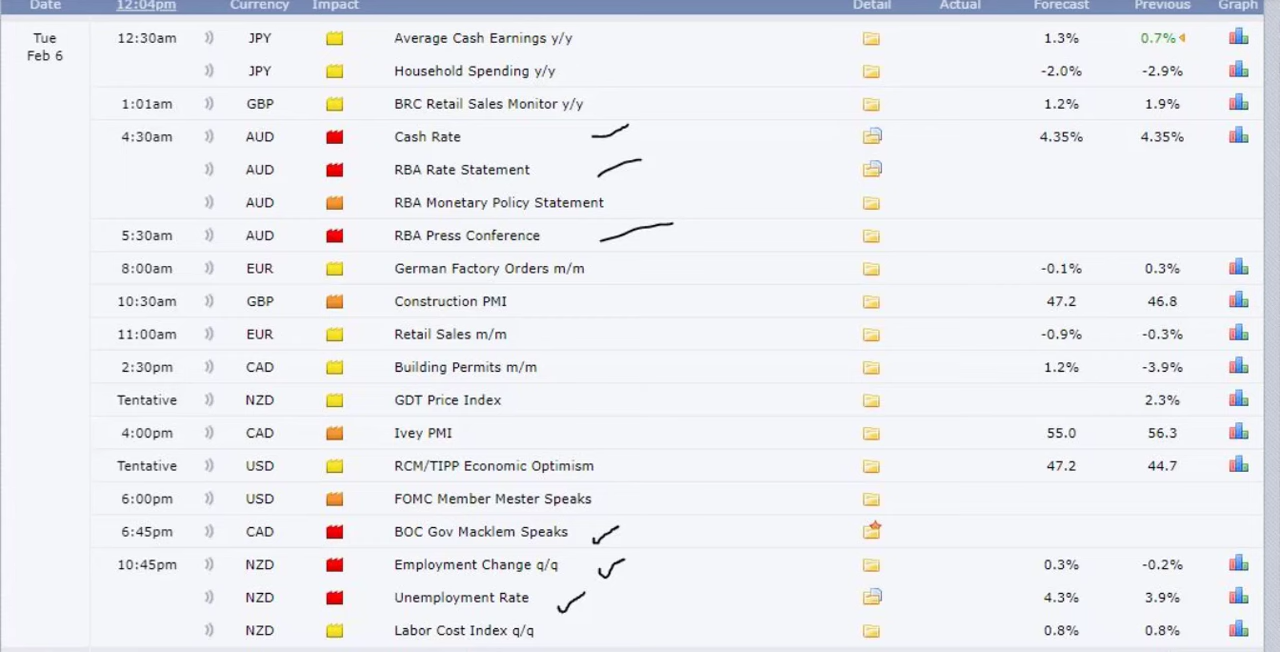 Date 12:04pm Currency Impact Detail Actual Forecast Previous Graph
Tue 12:30am JPY Average Cash Earnings y/y 1.3% 0.7%
Feb 6
JPY Household Spending y/y -2.0% -2.9%
1:01am GBP BRC Retail Sales Monitor y/y 1.2% 1.9%
4:30am AUD Cash Rate 4.35% 4.35%
AUD RBA Rate Statement
AUD RBA Monetary Policy Statement
5:30am AUD RBA Press Conference
8:00am EUR German Factory Orders m/m -0.1% 0.3%
10:30am GBP Construction PMI 47.2 46.8
11:00am EUR Retail Sales m/m -0.9% -0.3%
2:30pm CAD Building Permits m/m 1.2% -3.9%
Tentative NZD GDT Price Index 2.3%
4:00pm CAD Ivey PMI 55.0 56.3
Tentative USD RCM/TIPP Economic Optimism 47.2 44.7
6:00pm USD FOMC Member Mester Speaks
6:45pm CAD BOC Gov Macklem Speaks
10:45pm NZD Employment Change q/q 0.3% -0.2%
NZD Unemployment Rate 4.3% 3.9%
NZD Labor Cost Index q/q 0.8% 0.8%